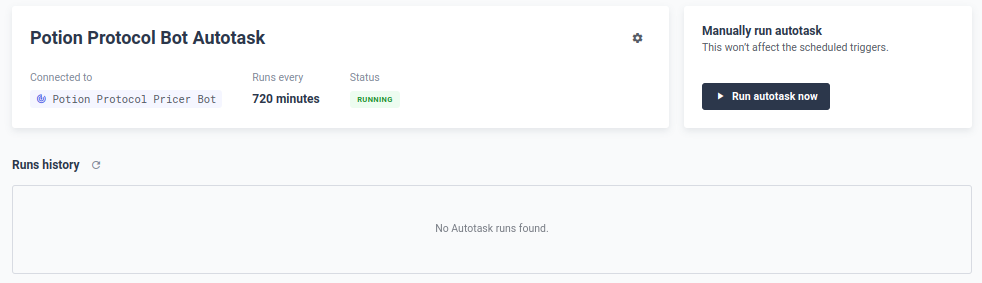 Potion Protocol Bot Autotask
Connected to
Potion Protocol Pricer Bot
Runs every
720 minutes
Status
RUNNING
Manually run autotask
This won't affect the scheduled triggers.
Run autotask now
Runs history
No Autotask runs found.